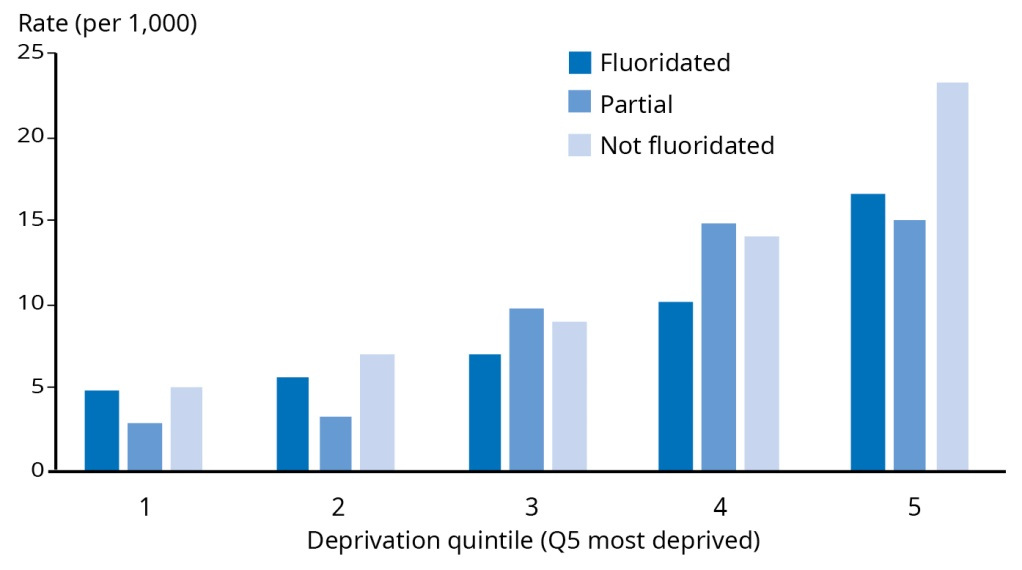 Rate (per 1,000)
25
20
15
10
5
0
Fluoridated
Partial
Not fluoridated
1 2 3 4 5
Deprivation quintile (Q5 most deprived)